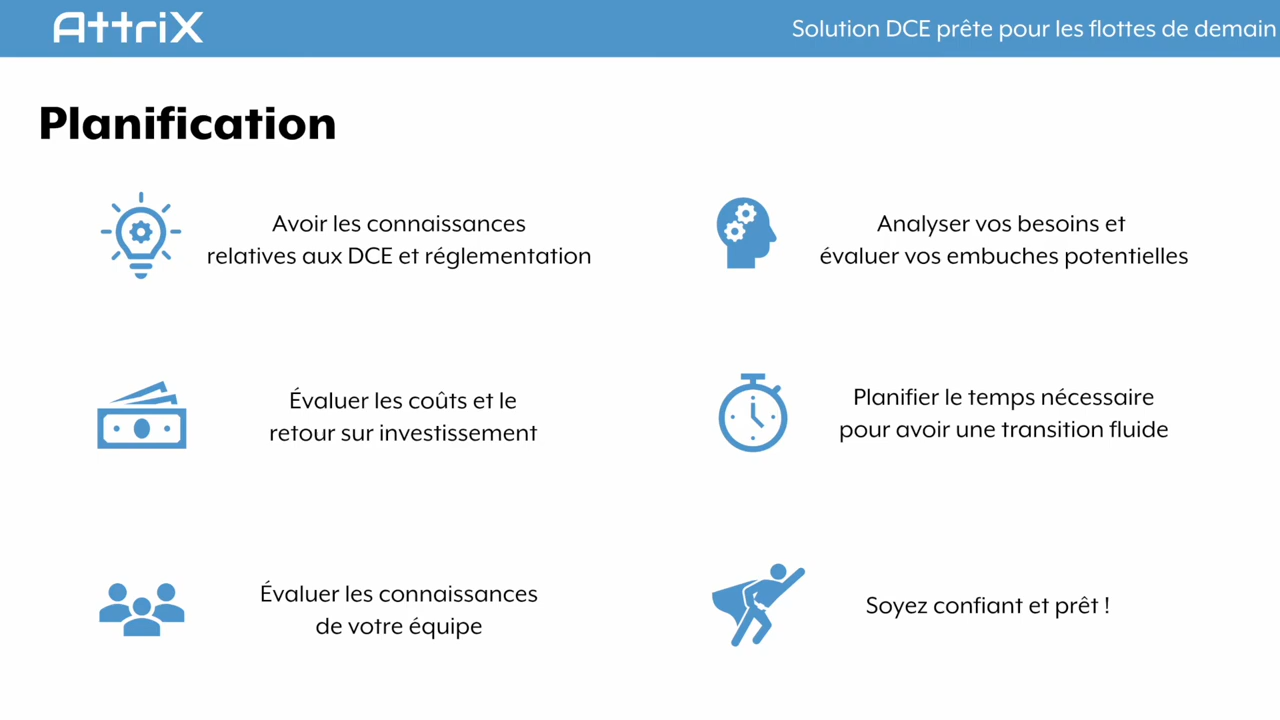 AttriX
Solution DCE prête pour les flottes de demain
Planification
Avoir les connaissances
relatives aux DCE et réglementation
Analyser vos besoins et
évaluer vos embuches potentielles
Évaluer les coûts et le
retour sur investissement
Planifier le temps nécessaire
pour avoir une transition fluide
Évaluer les connaissances
de votre équipe
Soyez confiant et prêt !